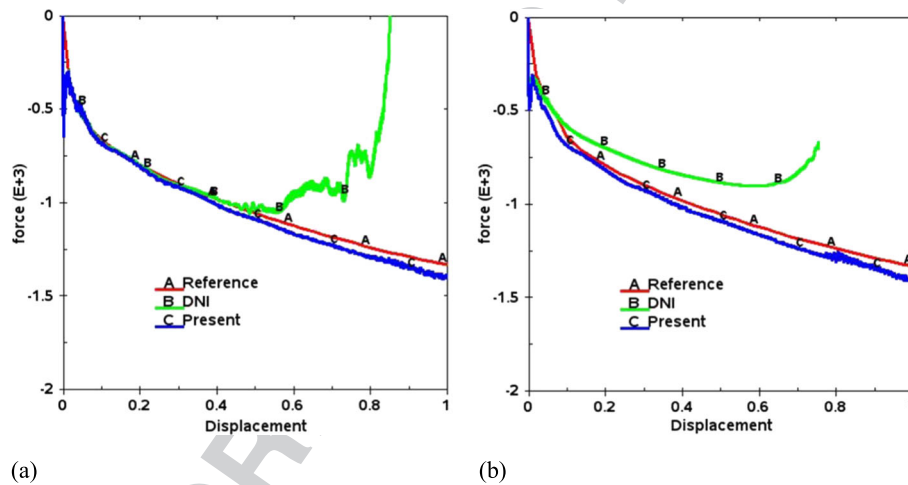 0
-0.5
-1
-1.5
-2
force (E+3)
0 0.2 0.4 0.6 0.8 1
Displacement
A Reference
B DNI
C Present
B
A
A
B
C
B
B
C
A
B
C
A
C
A
(a)
0
-0.5
-1
-1.5
-2
force (E+3)
0 0.2 0.4 0.6 0.8 1
Displacement
A Reference
B DNI
C Present
B
C
B
A
B
C
A
B
C
B
A
C
A
C
A
(b)